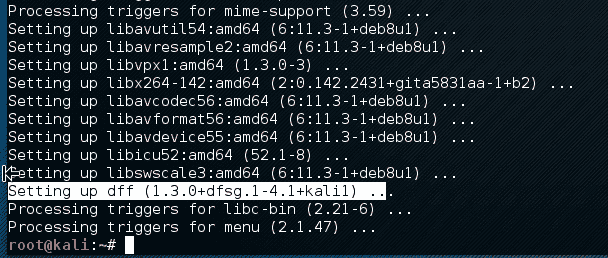 Processing triggers for mime-support (3.59) ...
Setting up libavutil54:amd64 (6:11.3-1+deb8u1) ...
Setting up libavresample2:amd64 (6:11.3-1+deb8u1) ...
Setting up libvpx1:amd64 (1.3.0-3) ...
Setting up libx264-142:amd64 (2:0.142.2431+gita5831aa-1+b2) ...
Setting up libavcodec56:amd64 (6:11.3-1+deb8u1) ...
Setting up libavformat56:amd64 (6:11.3-1+deb8u1) ...
Setting up libavdevice55:amd64 (6:11.3-1+deb8u1) ...
Setting up libicu52:amd64 (52.1-8) ...
Setting up libswscale3:amd64 (6:11.3-1+deb8u1) ...
Setting up dff (1.3.0+dfsg.1-4.1+kali1) ...
Processing triggers for libc-bin (2.21-6) ...
Processing triggers for menu (2.1.47) ...
root@kali:~#